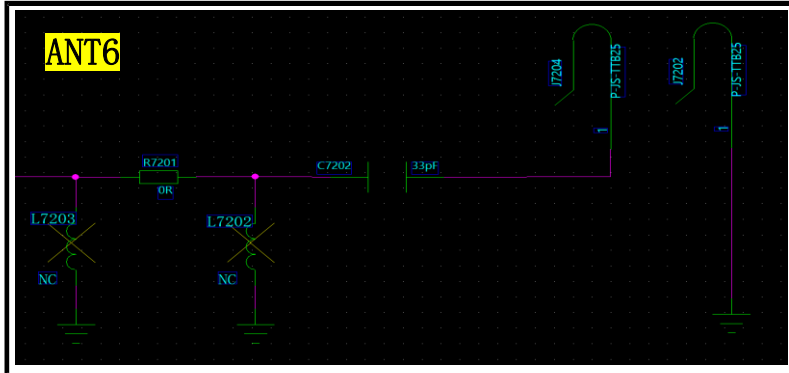 ANT6
J7204
P-JS-TTB25
1
J7202
P-JS-TTB25
1
R7201
0R
C7202
33pF
L7203
NC
L7202
NC